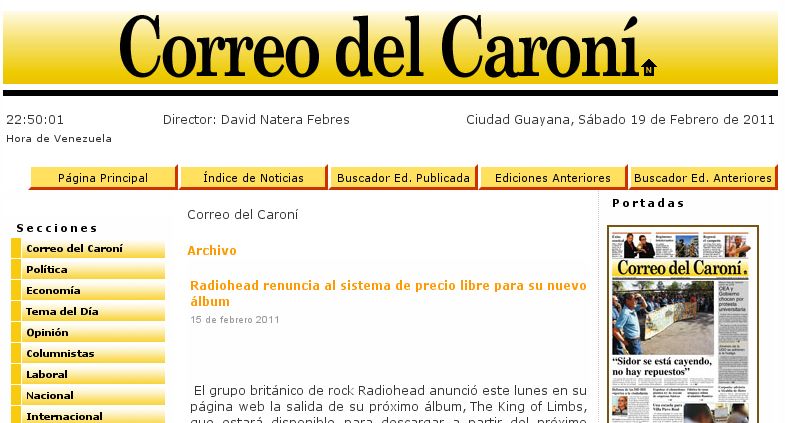 Correo del Caroní
N
22:50:01
Director: David Natera Febres
Ciudad Guayana, Sábado 19 de Febrero de 2011
Hora de Venezuela
Página Principal
Índice de Noticias
Buscador Ed. Publicada
Ediciones Anteriores
Buscador Ed. Anteriores
Secciones
Correo del Caroní
Política
Economía
Tema del Día
Opinión
Columnistas
Laboral
Nacional
Internacional
Correo del Caroní
Archivo
Radiohead renuncia al sistema de precio libre para su nuevo
álbum
15 de febrero 2011
El grupo británico de rock Radiohead anunció este lunes en su
página web la salida de su próximo álbum, The King of Limbs,
que estará disponible para descargar a partir del próximo
Portadas
Correo del Caroní
OEA y
Gobierno
chocan por
protesta
universitaria
“Sidor se está cayendo,
no hay repuestos”